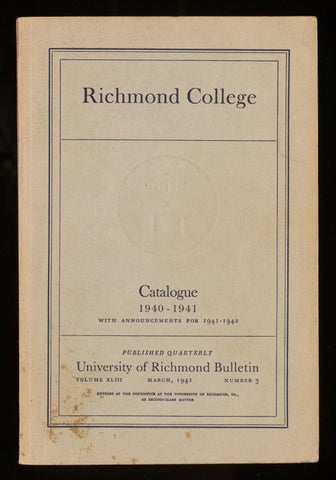 Richmond College
Catalogue
1940-1941
WITH ANNOUNCEMENTS FOR 1941-1942
PUBLISHED QUARTERLY
University of Richmond Bulletin
VOLUME XLIII MARCH, 1941 NUMBER 3
ENTERED AT THE POSTOFFICE AT THE UNIVERSITY OF RICHMOND, VA.,
AS SECOND-CLASS MATTER